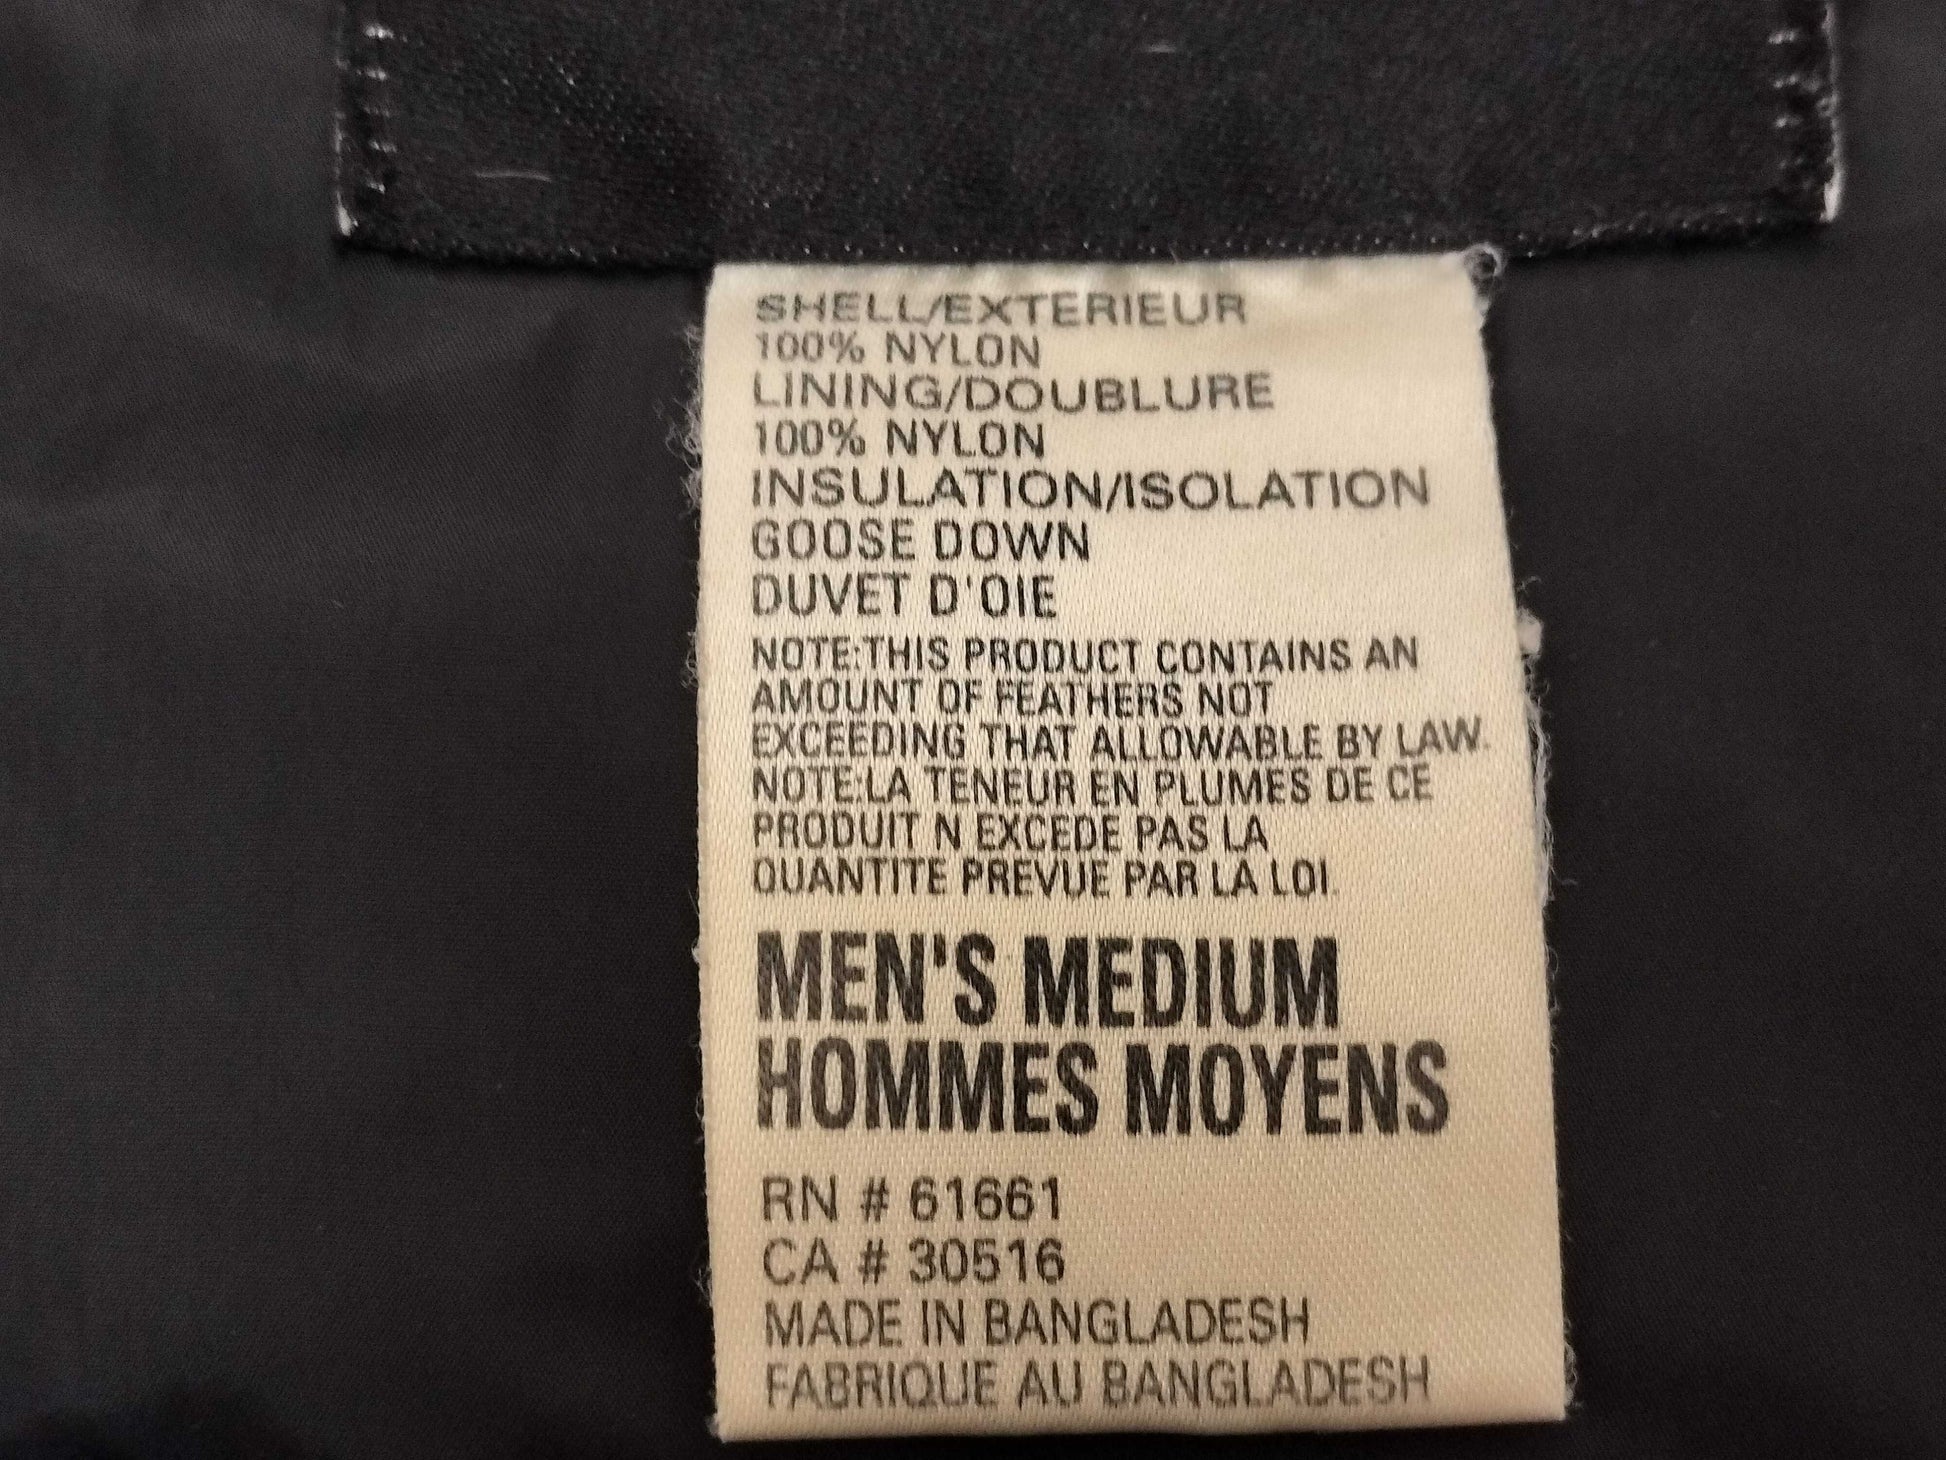 SHELL/EXTERIEUR
100% NYLON
LINING/DOUBLURE
100% NYLON
INSULATION/ISOLATION
GOOSE DOWN
DUVET D'OIE
NOTE:THIS PRODUCT CONTAINS AN
AMOUNT OF FEATHERS NOT
EXCEEDING THAT ALLOWABLE BY LAW.
NOTE:LA TENEUR EN PLUMES DE CE
PRODUIT N EXCEDE PAS LA
QUANTITE PREVUE PAR LA LOI.
MEN'S MEDIUM
HOMMES MOYENS
RN # 61661
CA # 30516
MADE IN BANGLADESH
FABRIQUE AU BANGLADESH